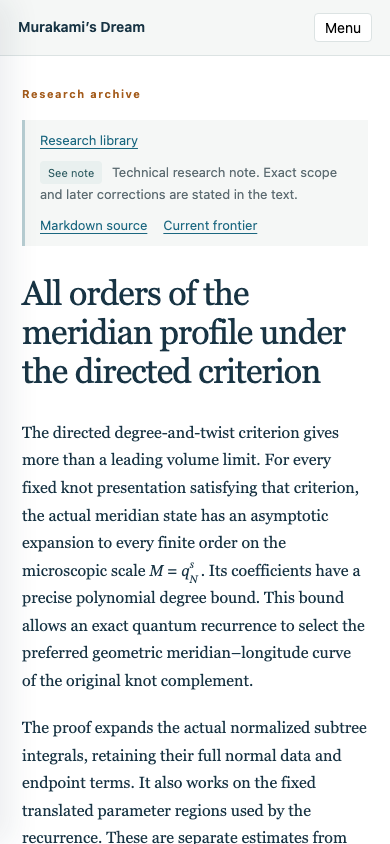 Murakami's Dream
Menu
Research archive
Research library
See note Technical research note. Exact scope
and later corrections are stated in the text.
Markdown source Current frontier
All orders of the
meridian profile under
the directed criterion
The directed degree-and-twist criterion gives
more than a leading volume limit. For every
fixed knot presentation satisfying that criterion,
the actual meridian state has an asymptotic
expansion to every finite order on the
microscopic scale M = q_N^s. Its coefficients have a
precise polynomial degree bound. This bound
allows an exact quantum recurrence to select the
preferred geometric meridian–longitude curve
of the original knot complement.
The proof expands the actual normalized subtree
integrals, retaining their full normal data and
endpoint terms. It also works on the fixed
translated parameter regions used by the
recurrence. These are separate estimates from